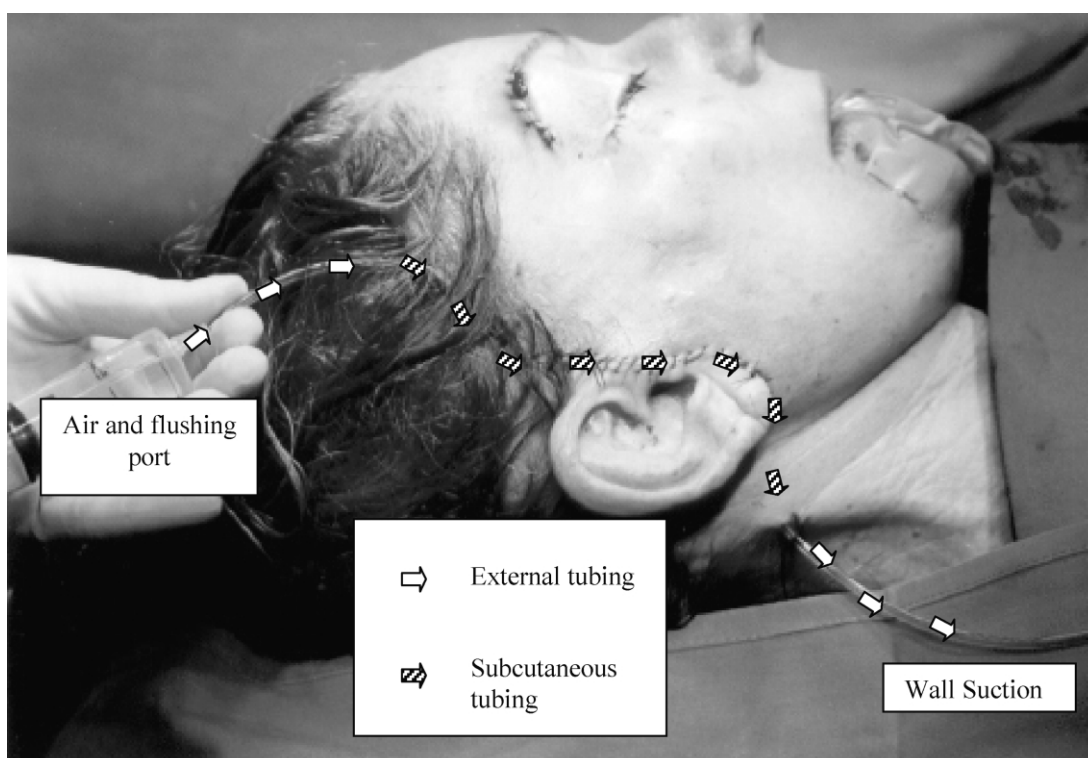 Air and flushing
port
External tubing
Subcutaneous
tubing
Wall Suction